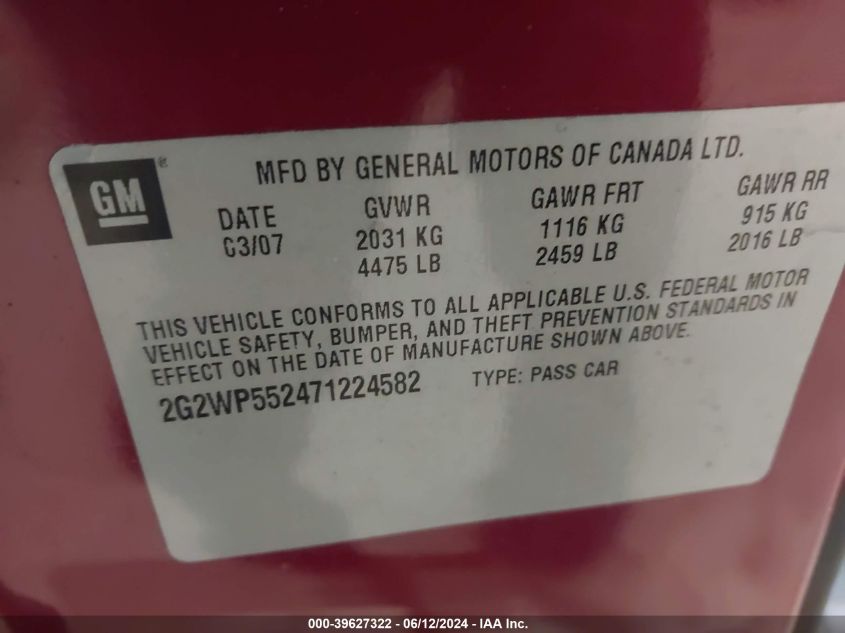 GM®
MFD BY GENERAL MOTORS OF CANADA LTD.
DATE GVWR GAWR FRT GAWR RR
03/07 2031 KG 1116 KG 915 KG
4475 LB 2459 LB 2016 LB
THIS VEHICLE CONFORMS TO ALL APPLICABLE U.S. FEDERAL MOTOR
VEHICLE SAFETY, BUMPER, AND THEFT PREVENTION STANDARDS IN
EFFECT ON THE DATE OF MANUFACTURE SHOWN ABOVE.
2G2WP552471224582 TYPE: PASS CAR
000-39627322 - 06/12/2024 - IAA Inc.